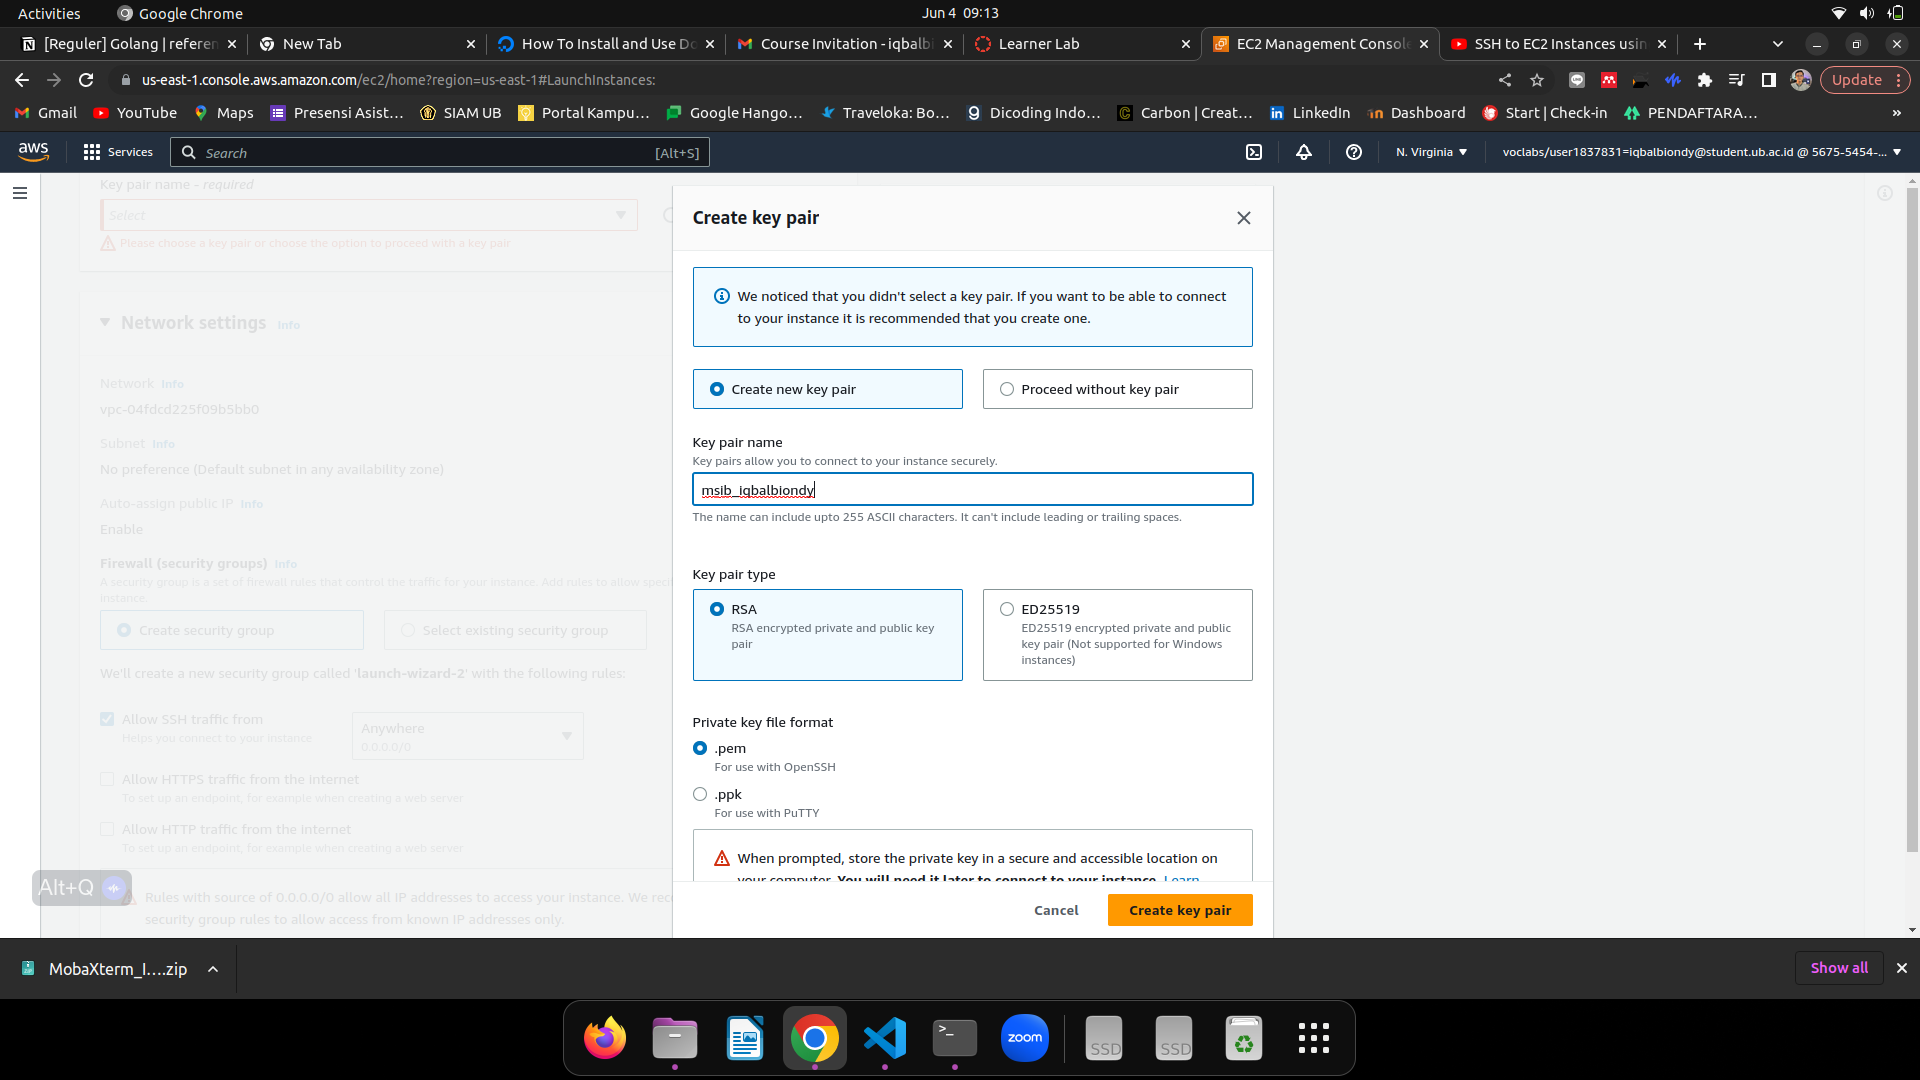 Activities
Google Chrome
Jun 4 09:13
[Reguler] Golang | referen
New Tab
How To Install and Use Do
Course Invitation - iqbalbi
Learner Lab
EC2 Management Console
SSH to EC2 Instances usin
us-east-1.console.aws.amazon.com/ec2/home?region=us-east-1#LaunchInstances:
Update
Gmail
YouTube
Maps
Presensi Asist...
SIAM UB
Portal Kampu...
Google Hango...
Traveloka: Bo...
Dicoding Indo...
Carbon | Creat...
LinkedIn
Dashboard
Start | Check-in
PENDAFTARA...
»
aws
Services
Search
[Alt+S]
N. Virginia
voclabs/user1837831=iqbalbiondy@student.ub.ac.id @ 5675-5454-...
Key pair name - required
Select
Please choose a key pair or choose the option to proceed with a key pair
Network settings Info
Network Info
vpc-04fdcd225f09b5bb0
Subnet Info
No preference (Default subnet in any availability zone)
Auto-assign public IP Info
Enable
Firewall (security groups) Info
A security group is a set of firewall rules that control the traffic for your instance. Add rules to allow speci
instance.
Create security group
Select existing security group
We'll create a new security group called 'launch-wizard-2' with the following rules:
Allow SSH traffic from
Helps you connect to your instance
Anywhere
0.0.0.0/0
Allow HTTPS traffic from the internet
To set up an endpoint, for example when creating a web server
Allow HTTP traffic from the internet
To set up an endpoint, for example when creating a web server
Alt+Q
Rules with source of 0.0.0.0/0 allow all IP addresses to access your instance. We rec
security group rules to allow access from known IP addresses only.
Create key pair
We noticed that you didn't select a key pair. If you want to be able to connect
to your instance it is recommended that you create one.
Create new key pair
Proceed without key pair
Key pair name
Key pairs allow you to connect to your instance securely.
msib_iqbalbiondy
The name can include upto 255 ASCII characters. It can't include leading or trailing spaces.
Key pair type
RSA
RSA encrypted private and public key
pair
ED25519
ED25519 encrypted private and public
key pair (Not supported for Windows
instances)
Private key file format
.pem
For use with OpenSSH
.ppk
For use with PuTTY
When prompted, store the private key in a secure and accessible location on
your computer. You will need it later to connect to your instance. Learn
Cancel
Create key pair
MobaXterm_I....zip
Show all
zoom
SSD
SSD